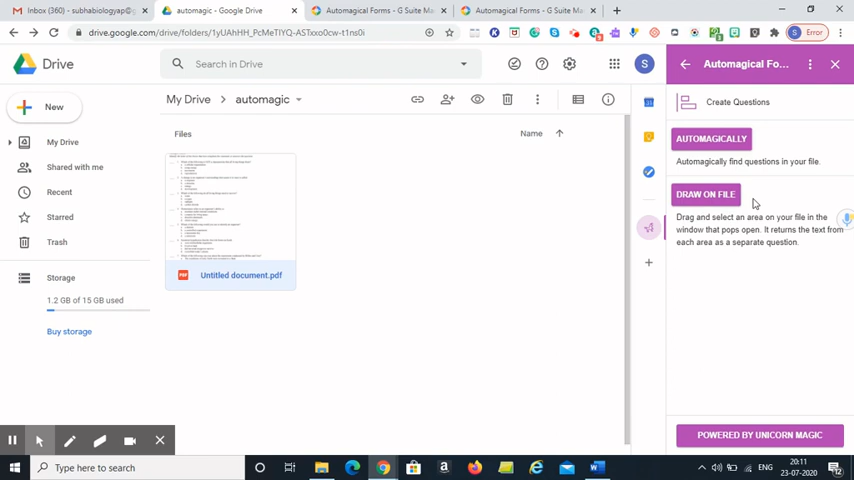 Inbox (360) - subhabiologyap@g
automagic - Google Drive
Automagical Forms - G Suite Ma
Automagical Forms - G Suite Ma
drive.google.com/drive/folders/1yUAhHH_PcMeTlYQ-ASTxxo0cw-t1ns0i
S Error
Drive
Search in Drive
S
Automagical Fo...
New
My Drive
automagic
Create Questions
My Drive
Shared with me
Recent
Starred
Trash
Storage
1.2 GB of 15 GB used
Buy storage
Files
Name
PDF
Untitled document.pdf
AUTOMAGICALLY
Automatically find questions in your file.
DRAW ON FILE
Drag and select an area on your file in the
window that pops open. It returns the text from
each area as a separate question.
POWERED BY UNICORN MAGIC
Type here to search
ENG
20:11
23-07-2020